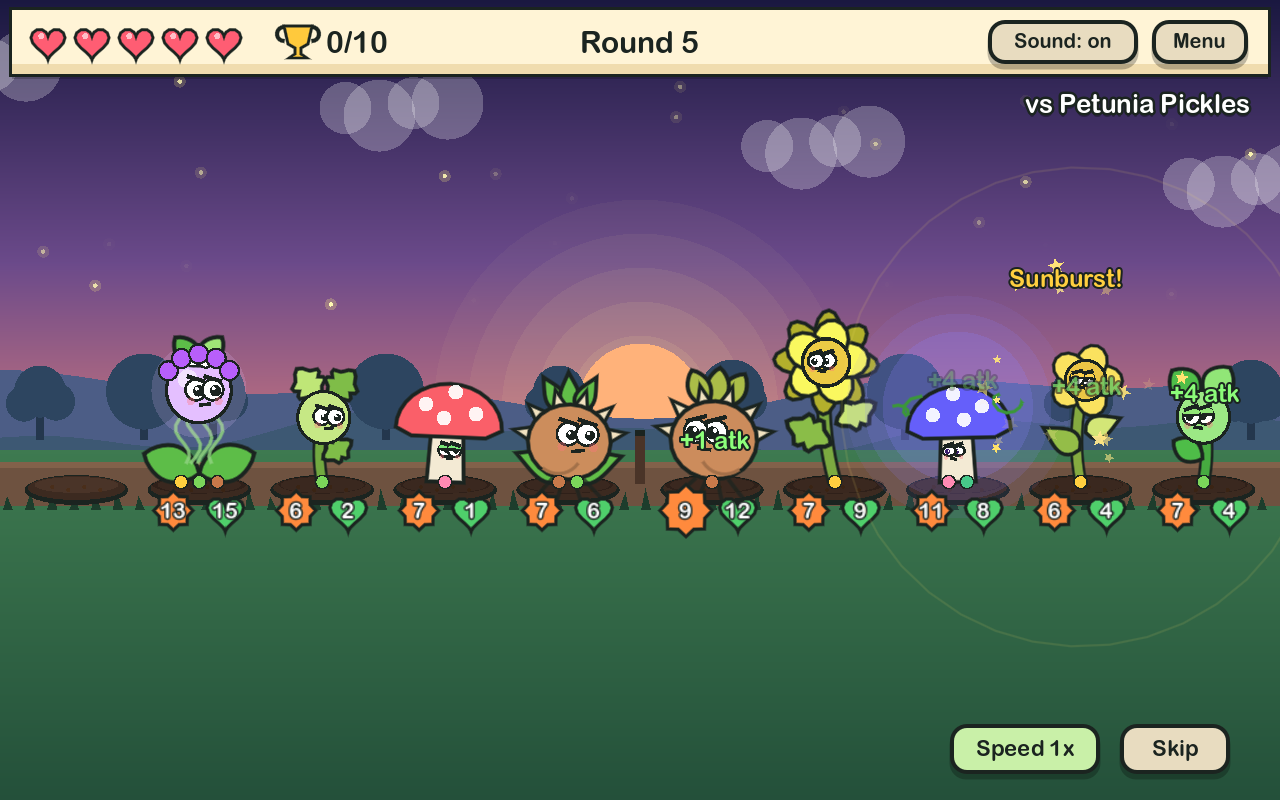 0/10
Round 5
Sound: on
Menu
vs Petunia Pickles
Sunburst!
+4 atk
+4 atk
+4 atk
+1 atk
13 15
6 2
7 1
7 6
9 12
7 9
11 8
6 4
7 4
Speed 1x
Skip